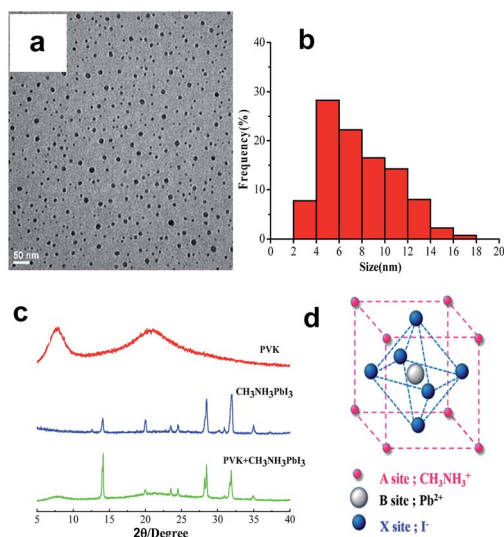 a
50 nm
b
Frequency(%)
40
30
20
10
0
0 2 4 6 8 10 12 14 16 18 20
Size(nm)
c
PVK
CH₃NH₃PbI₃
PVK+CH₃NH₃PbI₃
5 10 15 20 25 30 35 40
2θ/Degree
d
A site ; CH₃NH₃⁺
B site ; Pb²⁺
X site ; I⁻